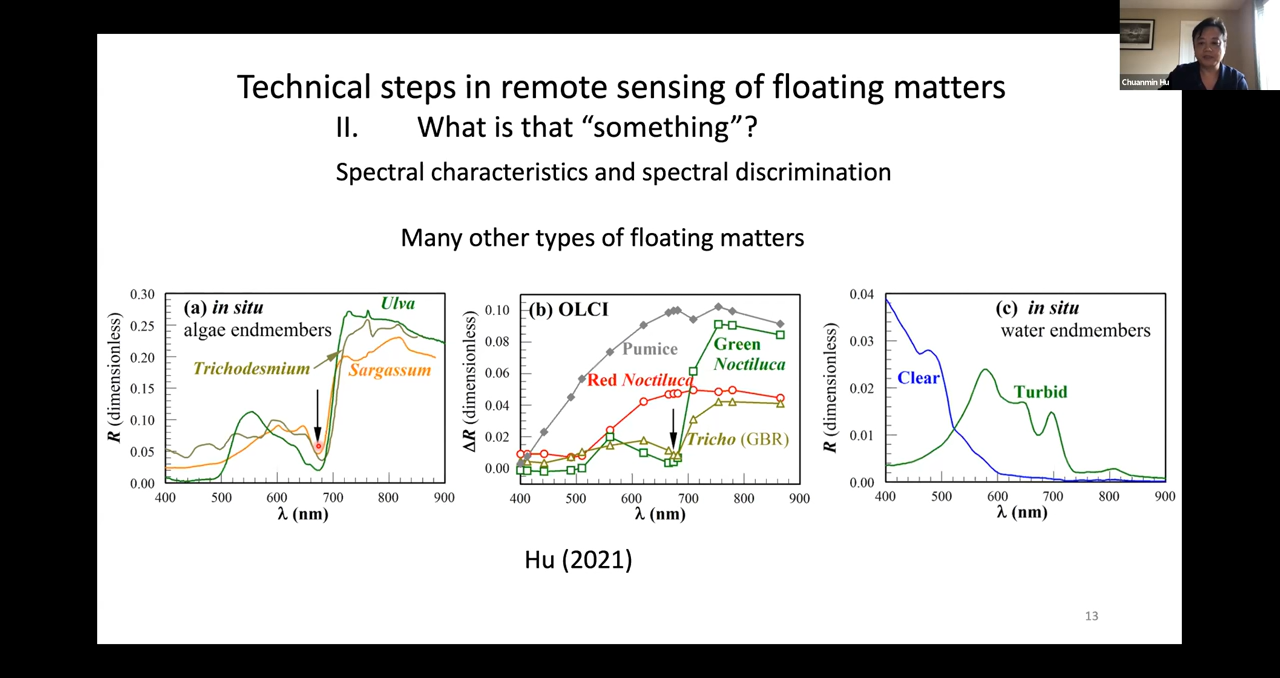 Chuanmin Hu
Technical steps in remote sensing of floating matters
II. What is that “something”?
Spectral characteristics and spectral discrimination
Many other types of floating matters
R (dimensionless)
0.30
0.25
0.20
0.15
0.10
0.05
0.00
(a) in situ
algae endmembers
Ulva
Trichodesmium
Sargassum
400 500 600 700 800 900
λ (nm)
ΔR (dimensionless)
0.10
0.08
0.06
0.04
0.02
0.00
(b) OLCI
Pumice
Green
Noctiluca
Red Noctiluca
Tricho (GBR)
400 500 600 700 800 900
λ (nm)
R (dimensionless)
0.04
0.03
0.02
0.01
0.00
(c) in situ
water endmembers
Clear
Turbid
400 500 600 700 800 900
λ (nm)
Hu (2021)
13